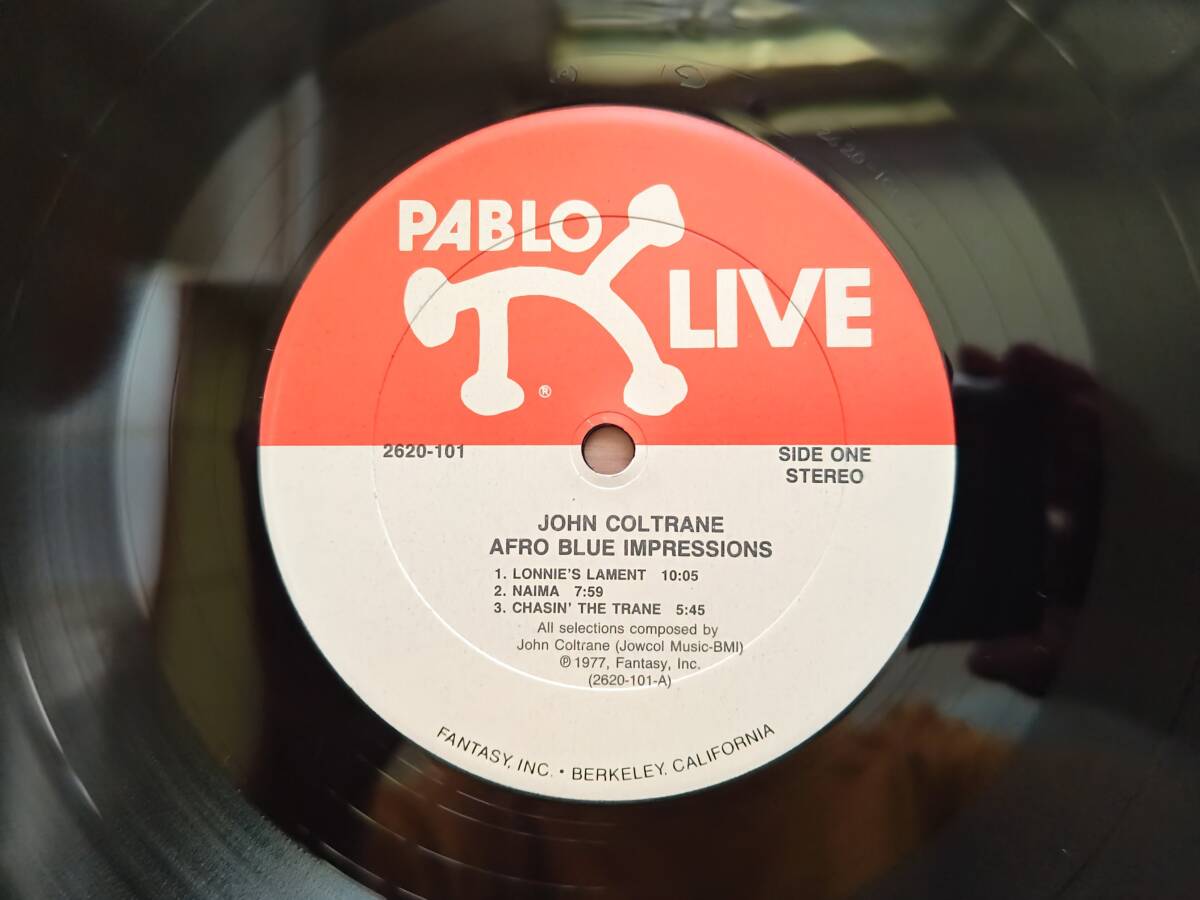 PABLO
LIVE
®
2620-101
SIDE ONE
STEREO
JOHN COLTRANE
AFRO BLUE IMPRESSIONS
1. LONNIE'S LAMENT 10:05
2. NAIMA 7:59
3. CHASIN' THE TRANE 5:45
All selections composed by
John Coltrane (Jowcol Music-BMI)
℗ 1977, Fantasy, Inc.
(2620-101-A)
FANTASY, INC. • BERKELEY, CALIFORNIA